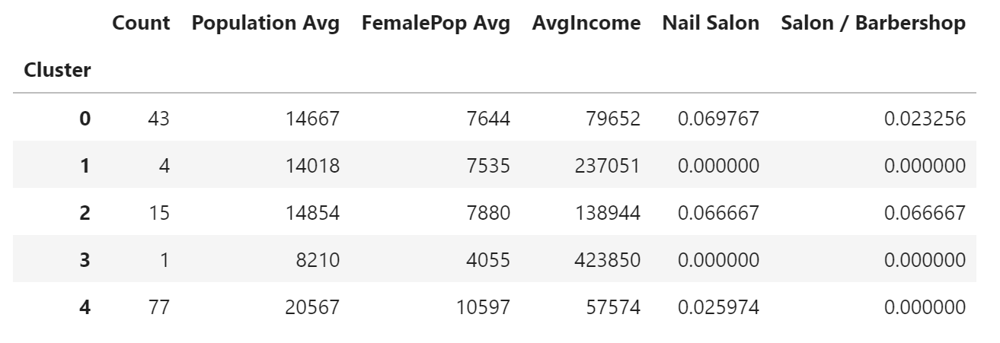 Count Population Avg FemalePop Avg AvgIncome Nail Salon Salon / Barbershop
Cluster
0 43 14667 7644 79652 0.069767 0.023256
1 4 14018 7535 237051 0.000000 0.000000
2 15 14854 7880 138944 0.066667 0.066667
3 1 8210 4055 423850 0.000000 0.000000
4 77 20567 10597 57574 0.025974 0.000000